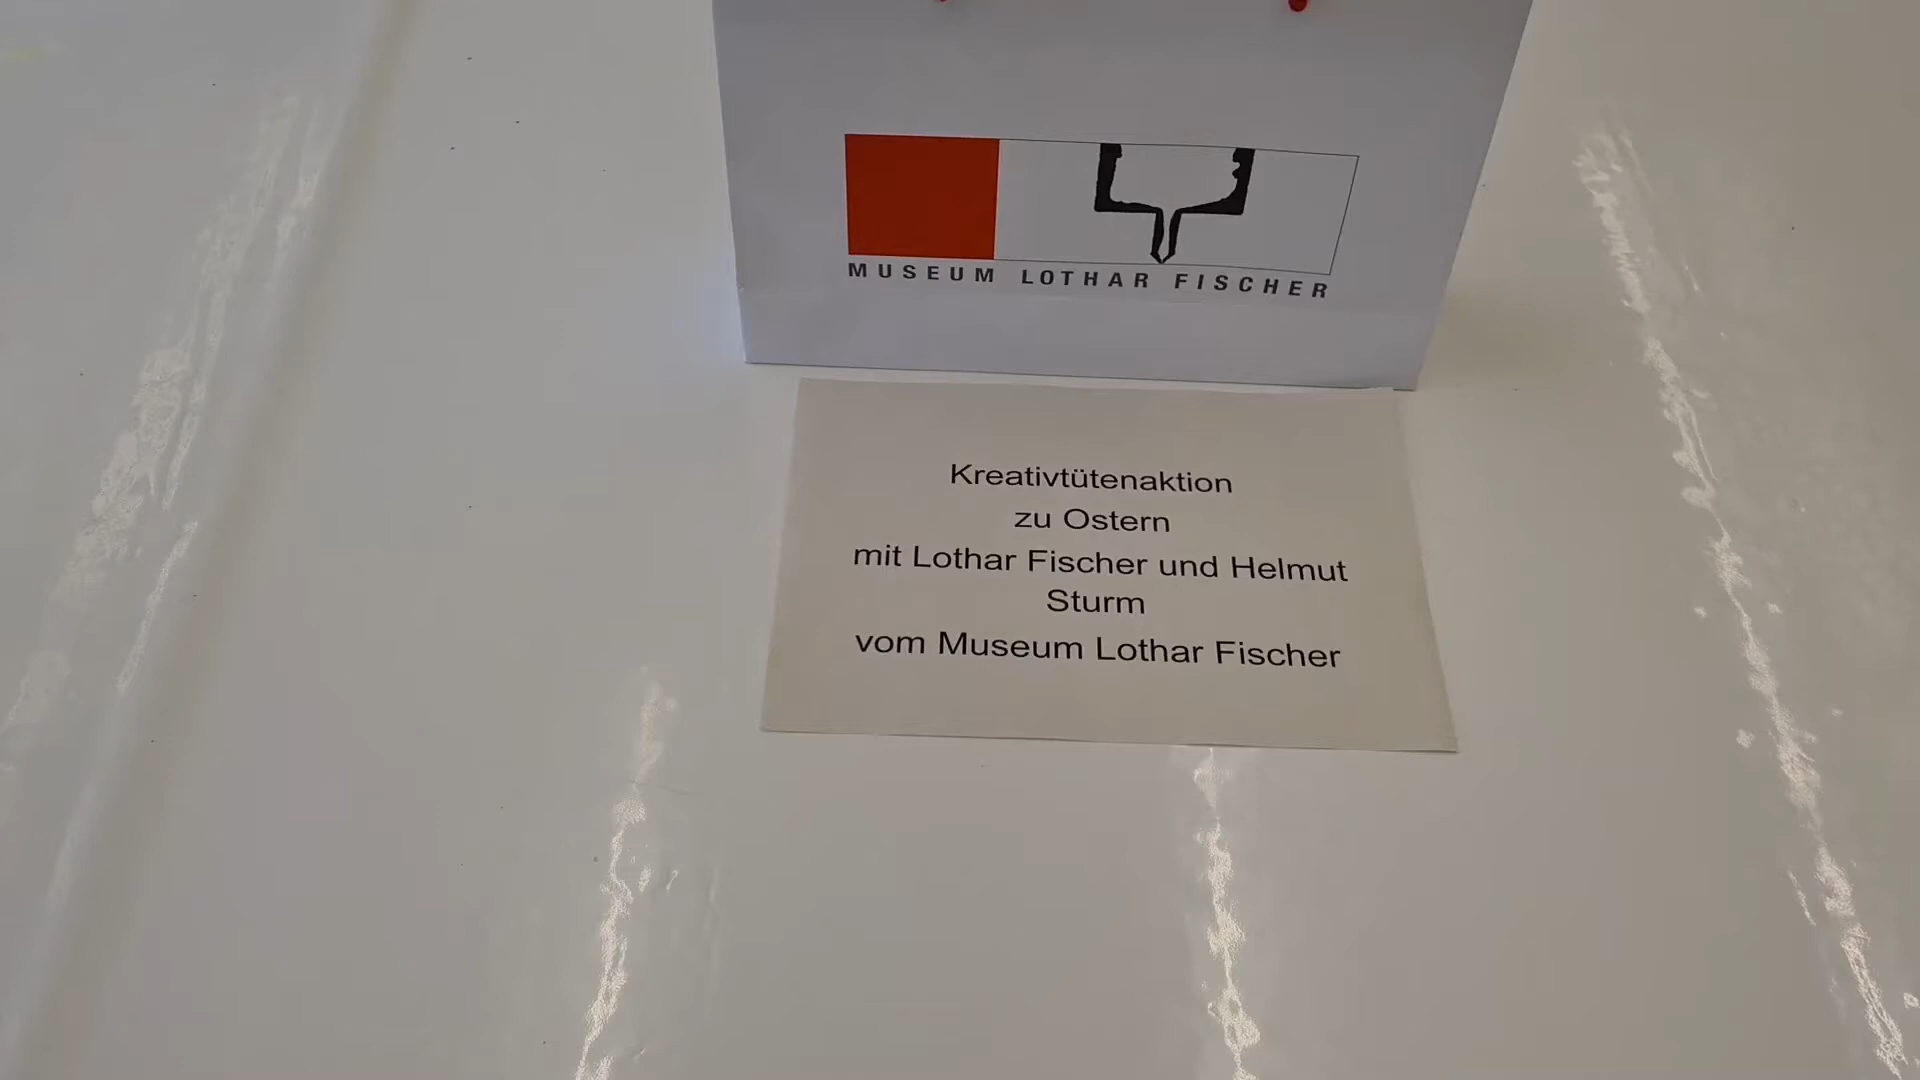 MUSEUM LOTHAR FISCHER
Kreativtütenaktion
zu Ostern
mit Lothar Fischer und Helmut
Sturm
vom Museum Lothar Fischer